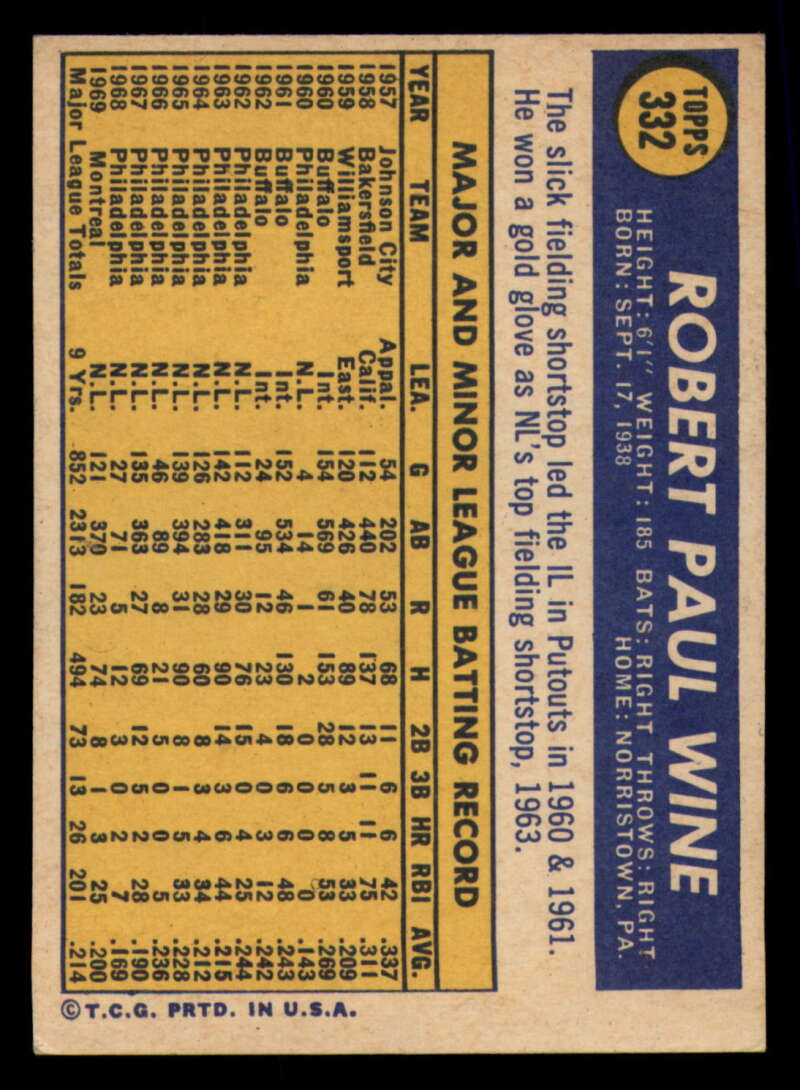 TOPPS
332
ROBERT PAUL WINE
HEIGHT: 6'1" WEIGHT: 185 BATS: RIGHT THROWS: RIGHT
BORN: SEPT. 17, 1938 HOME: NORRISTOWN, PA.
The slick fielding shortstop led the IL in Putouts in 1960 & 1961.
He won a gold glove as NL's top fielding shortstop, 1963.
MAJOR AND MINOR LEAGUE BATTING RECORD
YEAR TEAM LEA. G AB R H 2B 3B HR RBI AVG.
1957 Johnson City Appal. 54 202 53 68 11 6 6 42 .337
1958 Bakersfield Calif. 112 440 78 137 13 11 11 75 .311
1959 Williamsport East. 120 426 40 89 12 3 5 33 .209
1960 Buffalo Int. 154 569 61 153 28 5 8 53 .269
1960 Philadelphia N.L. 4 14 1 2 0 0 0 0 .143
1961 Buffalo Int. 152 534 46 130 18 6 6 48 .243
1962 Buffalo Int. 24 95 12 23 4 0 3 12 .242
1962 Philadelphia N.L. 112 311 30 76 15 0 4 25 .244
1963 Philadelphia N.L. 142 418 29 90 14 3 6 44 .215
1964 Philadelphia N.L. 126 283 28 60 8 3 4 34 .212
1965 Philadelphia N.L. 139 394 31 90 8 1 5 33 .228
1966 Philadelphia N.L. 46 89 8 21 5 0 0 5 .236
1967 Philadelphia N.L. 135 363 27 69 12 5 2 28 .190
1968 Philadelphia N.L. 27 71 5 12 3 0 2 7 .169
1969 Montreal N.L. 121 370 23 74 8 1 3 25 .200
Major League Totals 9 Yrs. 852 2313 182 494 73 13 26 201 .214
© T.C.G. PRTD. IN U.S.A.